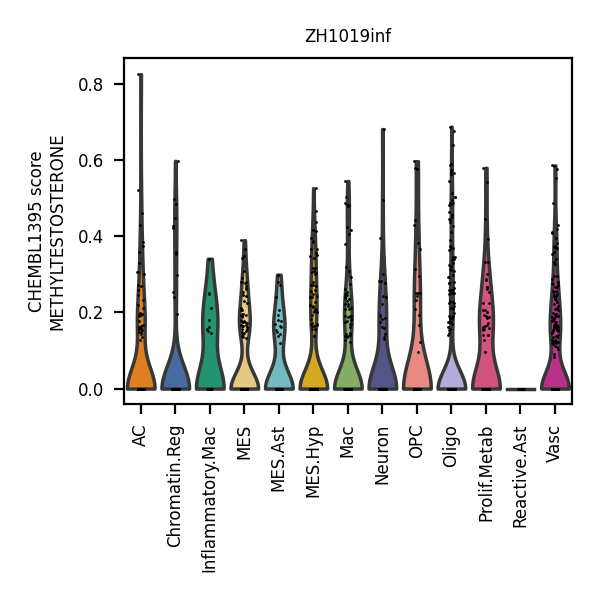 ZH1019inf
CHEMBL1395 score
METHYLTESTOSTERONE
0.8
0.6
0.4
0.2
0.0
AC
Chromatin.Reg
Inflammatory.Mac
MES
MES.Ast
MES.Hyp
Mac
Neuron
OPC
Oligo
Prolif.Metab
Reactive.Ast
Vasc